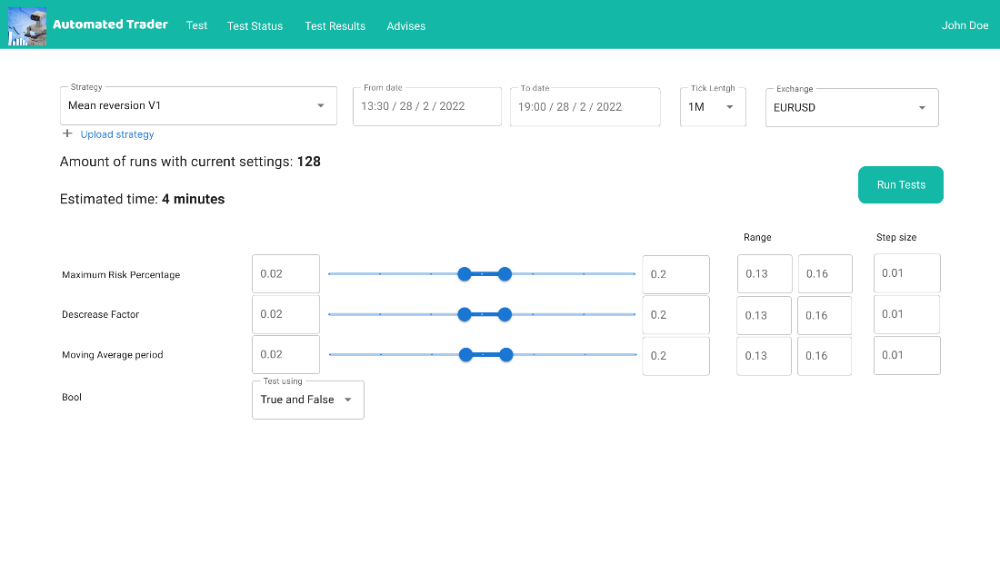 Automated Trader Test Test Status Test Results Advises John Doe
Strategy From date To date Tick Lentgh Exchange
Mean reversion V1 13:30 / 28 / 2 / 2022 19:00 / 28 / 2 / 2022 1M EURUSD
+ Upload strategy
Amount of runs with current settings: 128
Run Tests
Estimated time: 4 minutes
Range Step size
Maximum Risk Percentage 0.02 0.2 0.13 0.16 0.01
Descrease Factor 0.02 0.2 0.13 0.16 0.01
Moving Average period 0.02 0.2 0.13 0.16 0.01
Test using
Bool True and False